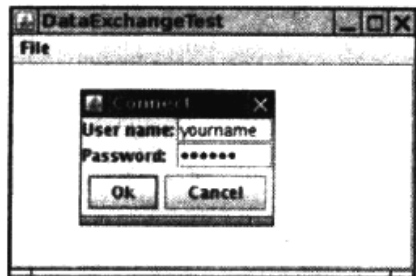 DataExchangeTest
File
Connect
User name: yourname
Password: ••••••
Ok Cancel